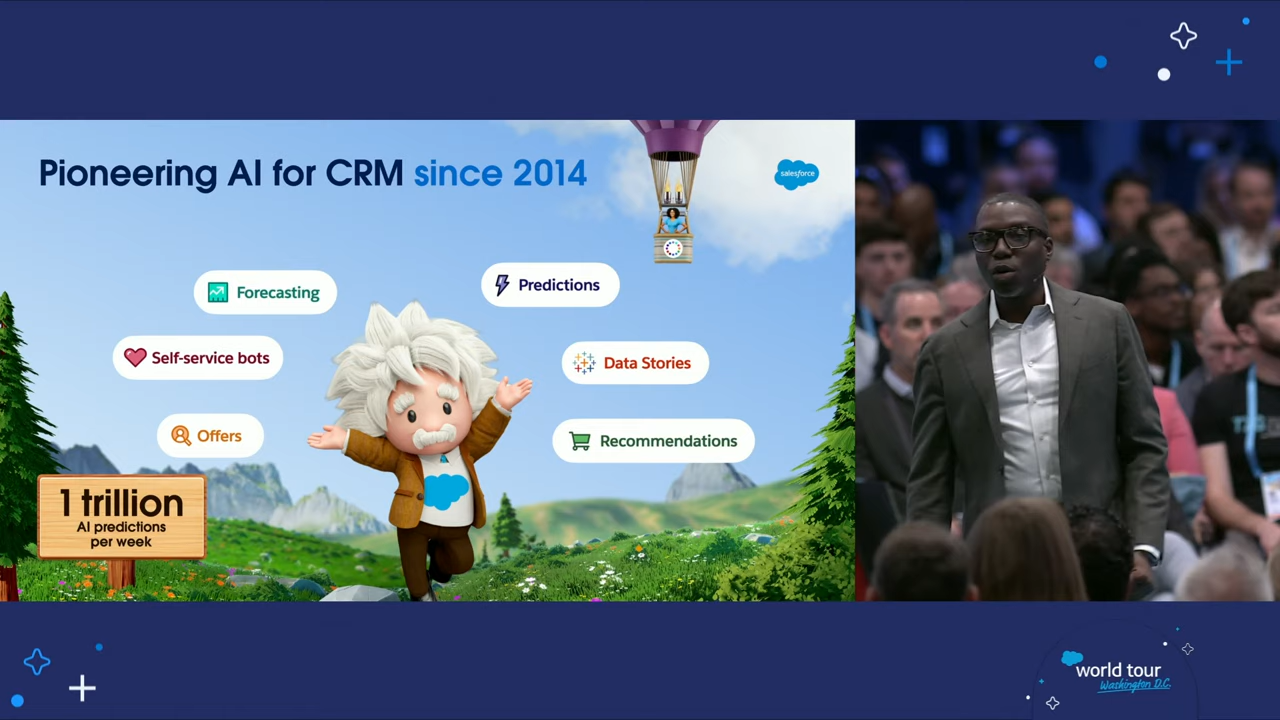 Pioneering AI for CRM since 2014
salesforce
Forecasting
Predictions
Self-service bots
Data Stories
Offers
Recommendations
1 trillion
AI predictions
per week
world tour
Washington D.C.